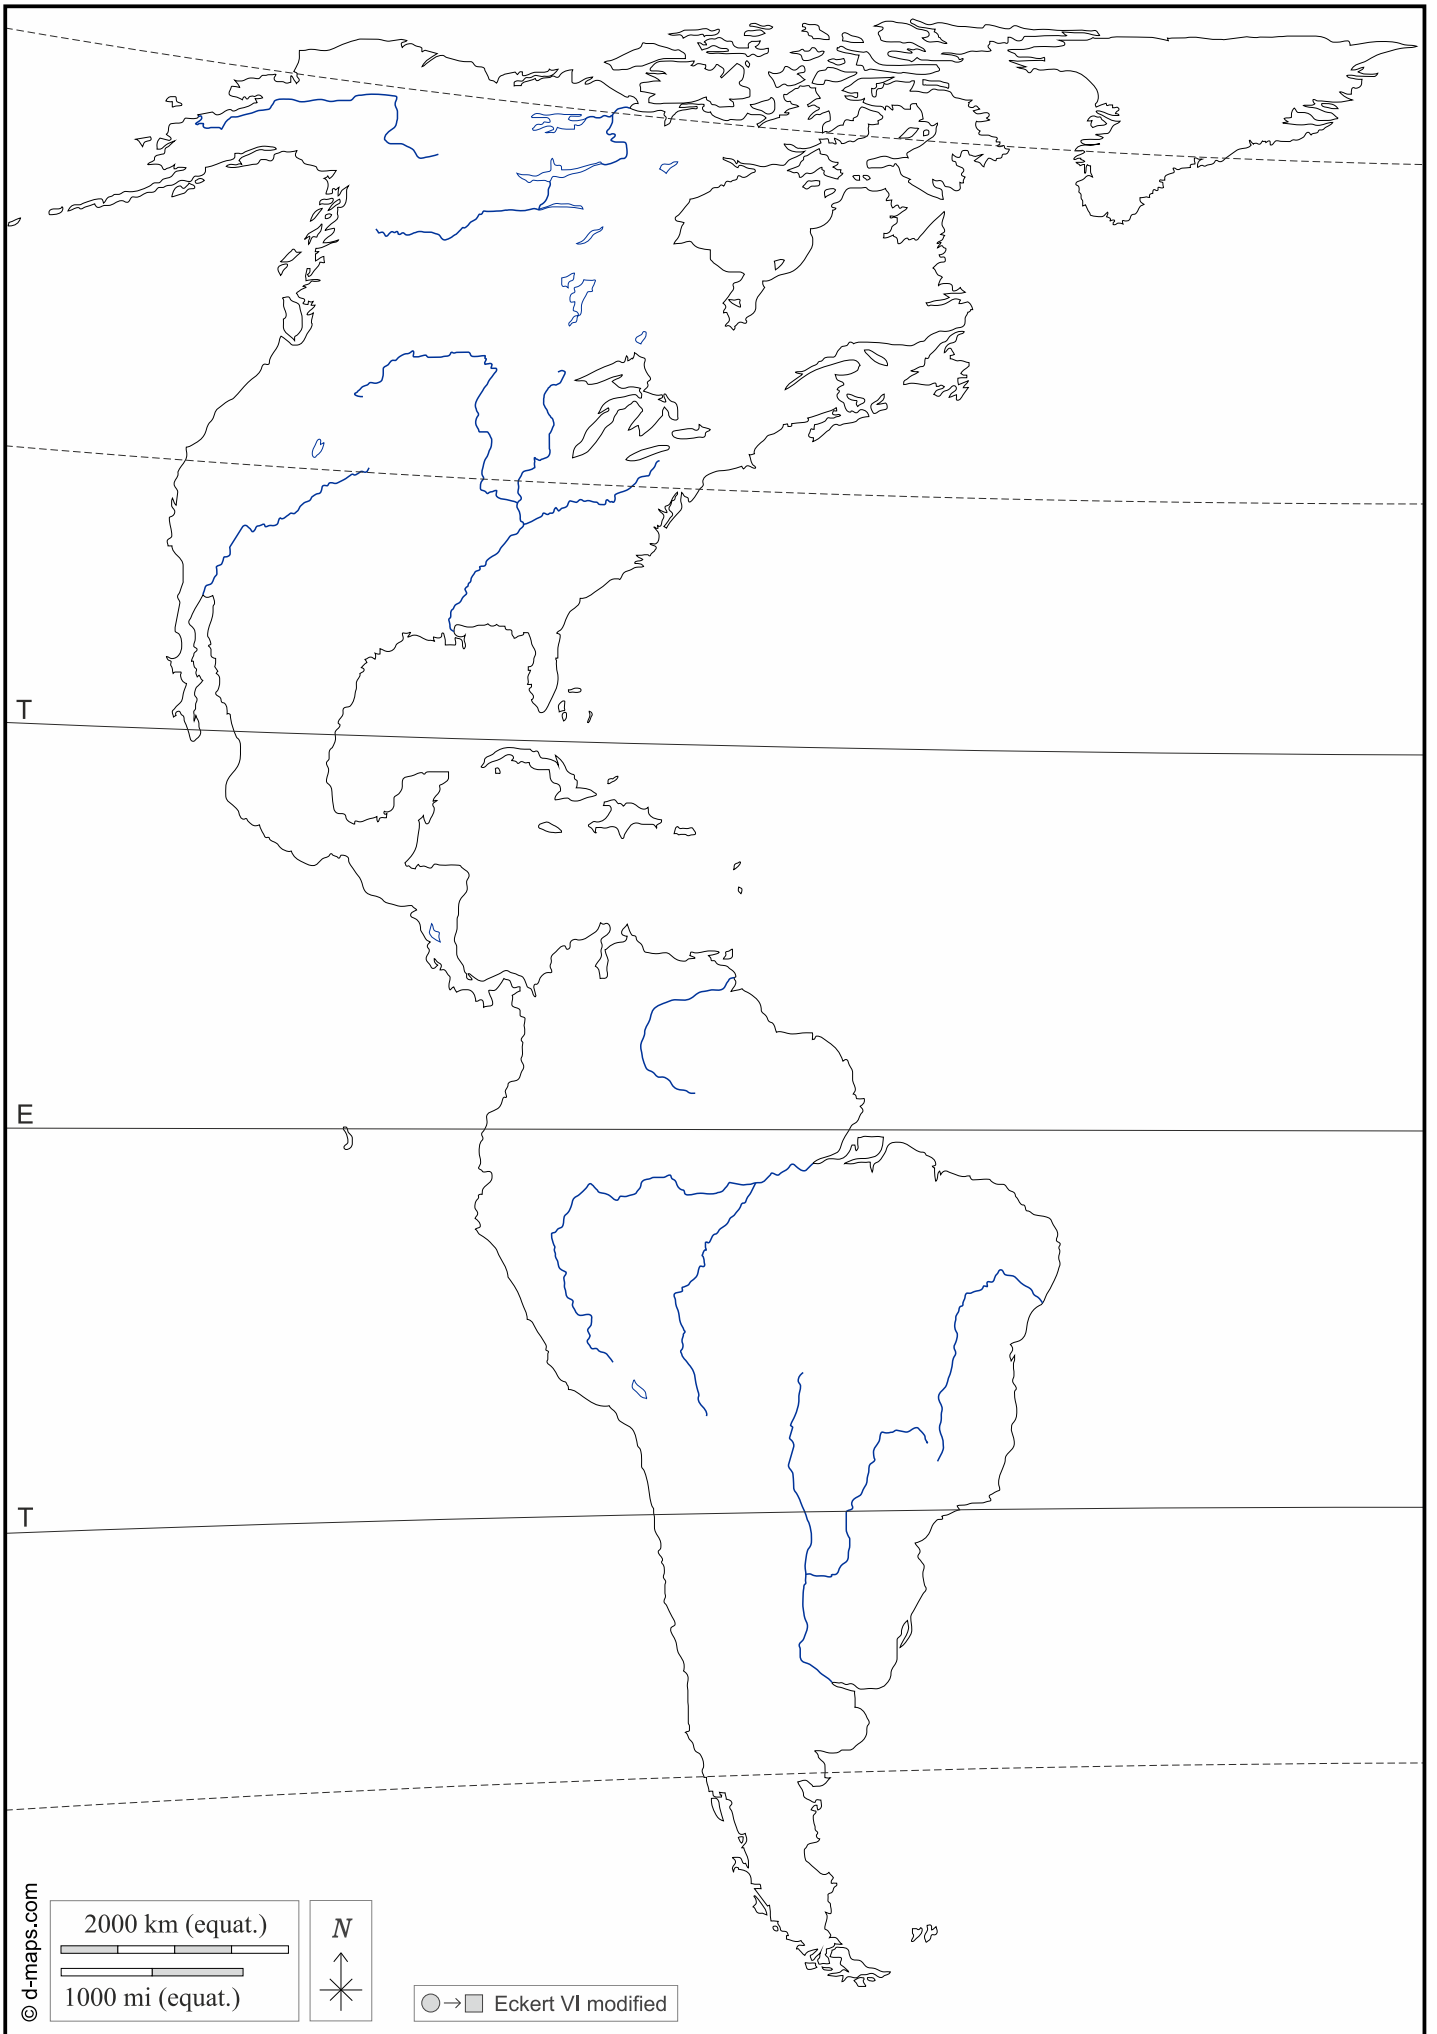 T
E
T
© d-maps.com
2000 km (equat.)
1000 mi (equat.)
N
Eckert VI modified